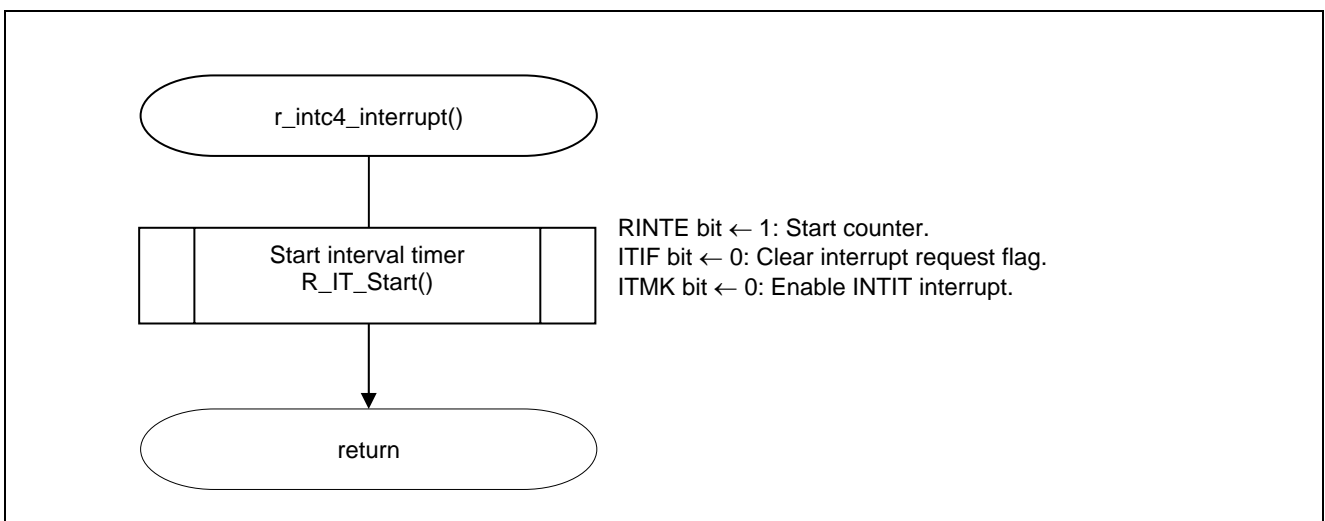 r_intc4_interrupt()
Start interval timer
R_IT_Start()
RINTE bit ← 1: Start counter.
ITIF bit ← 0: Clear interrupt request flag.
ITMK bit ← 0: Enable INTIT interrupt.
return